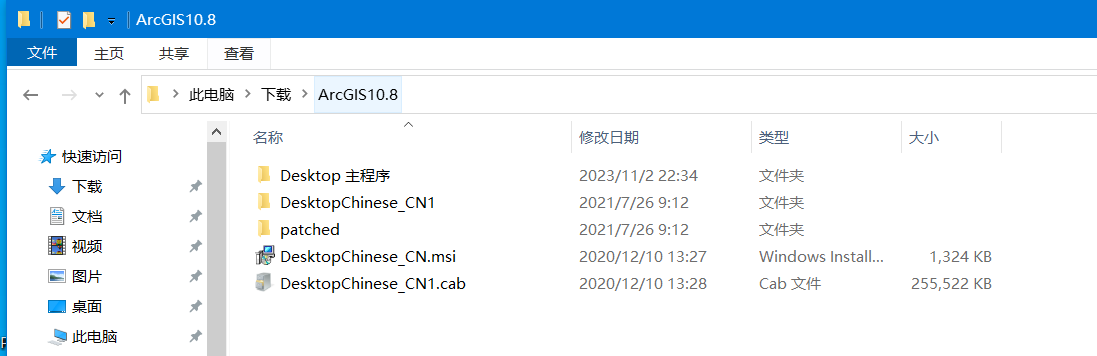 ArcGIS10.8
文件 主页 共享 查看
此电脑 下载 ArcGIS10.8
名称 修改日期 类型 大小
快速访问
下载
文档
视频
图片
桌面
此电脑
Desktop 主程序 2023/11/2 22:34 文件夹
DesktopChinese_CN1 2021/7/26 9:12 文件夹
patched 2021/7/26 9:12 文件夹
DesktopChinese_CN.msi 2020/12/10 13:27 Windows Install... 1,324 KB
DesktopChinese_CN1.cab 2020/12/10 13:28 Cab 文件 255,522 KB